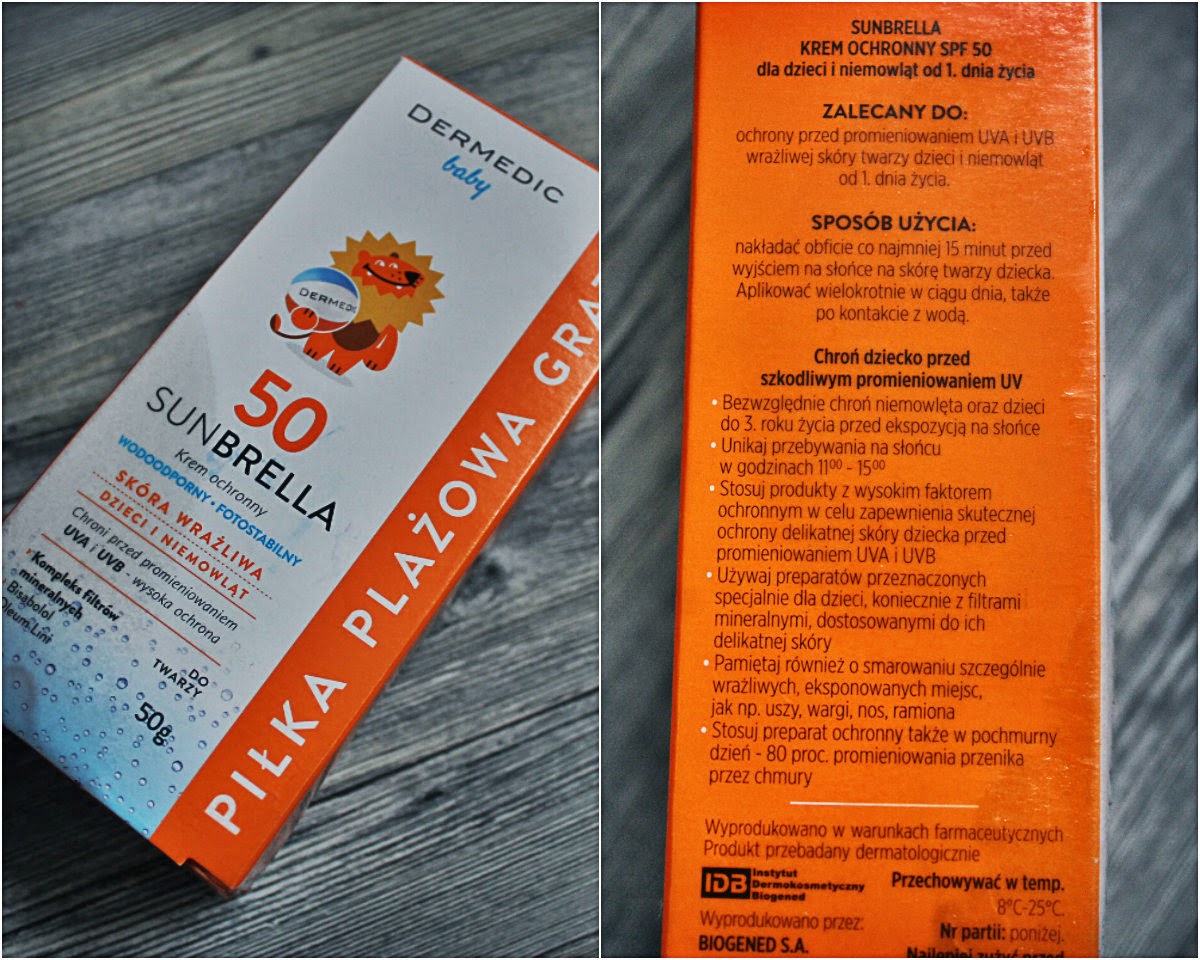 DERMEDIC
baby
DERMEDIC
50
SUNBRELLA
Krem ochronny
WODOODPORNY • FOTOSTABILNY
SKÓRA WRAŻLIWA
DZIECI I NIEMOWLĄT
Chroni przed promieniowaniem
UVA i UVB - wysoka ochrona
Kompleks filtrów
mineralnych
Bisabolol
Oleum Lini
DO
TWARZY
50g
PIŁKA PLAŻOWA
SUNBRELLA
KREM OCHRONNY SPF 50
dla dzieci i niemowląt od 1. dnia życia
ZALECANY DO:
ochrony przed promieniowaniem UVA i UVB
wrażliwej skóry twarzy dzieci i niemowląt
od 1. dnia życia.
SPOSÓB UŻYCIA:
nakładać obficie co najmniej 15 minut przed
wyjściem na słońce na skórę twarzy dziecka.
Aplikować wielokrotnie w ciągu dnia, także
po kontakcie z wodą.
Chroń dziecko przed
szkodliwym promieniowaniem UV
• Bezwzględnie chroń niemowlęta oraz dzieci
do 3. roku życia przed ekspozycją na słońce
• Unikaj przebywania na słońcu
w godzinach 11⁰⁰ - 15⁰⁰
• Stosuj produkty z wysokim faktorem
ochronnym w celu zapewnienia skutecznej
ochrony delikatnej skóry dziecka przed
promieniowaniem UVA i UVB
• Używaj preparatów przeznaczonych
specjalnie dla dzieci, koniecznie z filtrami
mineralnymi, dostosowanymi do ich
delikatnej skóry
• Pamiętaj również o smarowaniu szczególnie
wrażliwych, eksponowanych miejsc,
jak np. uszy, wargi, nos, ramiona
• Stosuj preparat ochronny także w pochmurny
dzień - 80 proc. promieniowania przenika
przez chmury
Wyprodukowano w warunkach farmaceutycznych
Produkt przebadany dermatologicznie
IDB Instytut
Dermokosmetyczny
Biogened
Przechowywać w temp.
8°C-25°C.
Nr partii: poniżej.
Najlepiej zużyć przed
Wyprodukowano przez:
BIOGENED S.A.